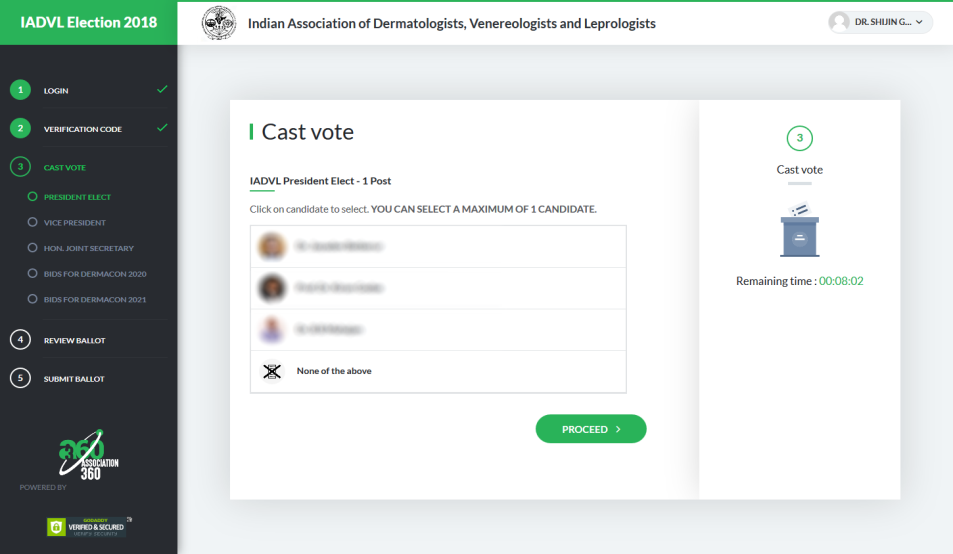 IADVL Election 2018
Indian Association of Dermatologists, Venereologists and Leprologists
DR. SHIJIN G...
1 LOGIN
2 VERIFICATION CODE
3 CAST VOTE
PRESIDENT ELECT
VICE PRESIDENT
HON. JOINT SECRETARY
BIDS FOR DERMACON 2020
BIDS FOR DERMACON 2021
4 REVIEW BALLOT
5 SUBMIT BALLOT
360
ASSOCIATION
360
POWERED BY
GODADDY
VERIFIED & SECURED
VERIFY SECURITY
Cast vote
IADVL President Elect - 1 Post
Click on candidate to select. YOU CAN SELECT A MAXIMUM OF 1 CANDIDATE.
None of the above
PROCEED >
3
Cast vote
Remaining time : 00:08:02